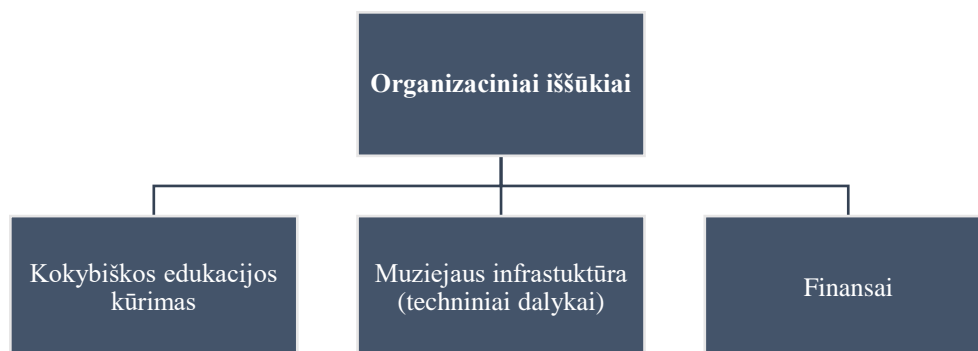 Organizaciniai iššūkiai
Kokybiškos edukacijos
kūrimas
Muziejaus infrastuktūra
(techniniai dalykai)
Finansai